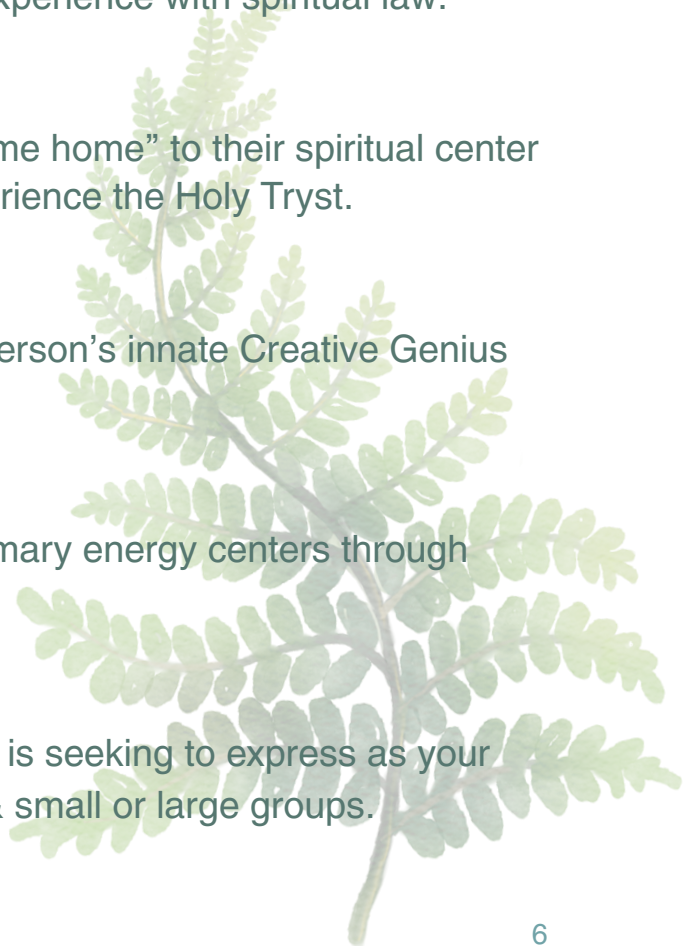 xperience with spiritual law.
me home” to their spiritual center
rience the Holy Tryst.
erson’s innate Creative Genius
mary energy centers through
is seeking to express as your
& small or large groups.
6